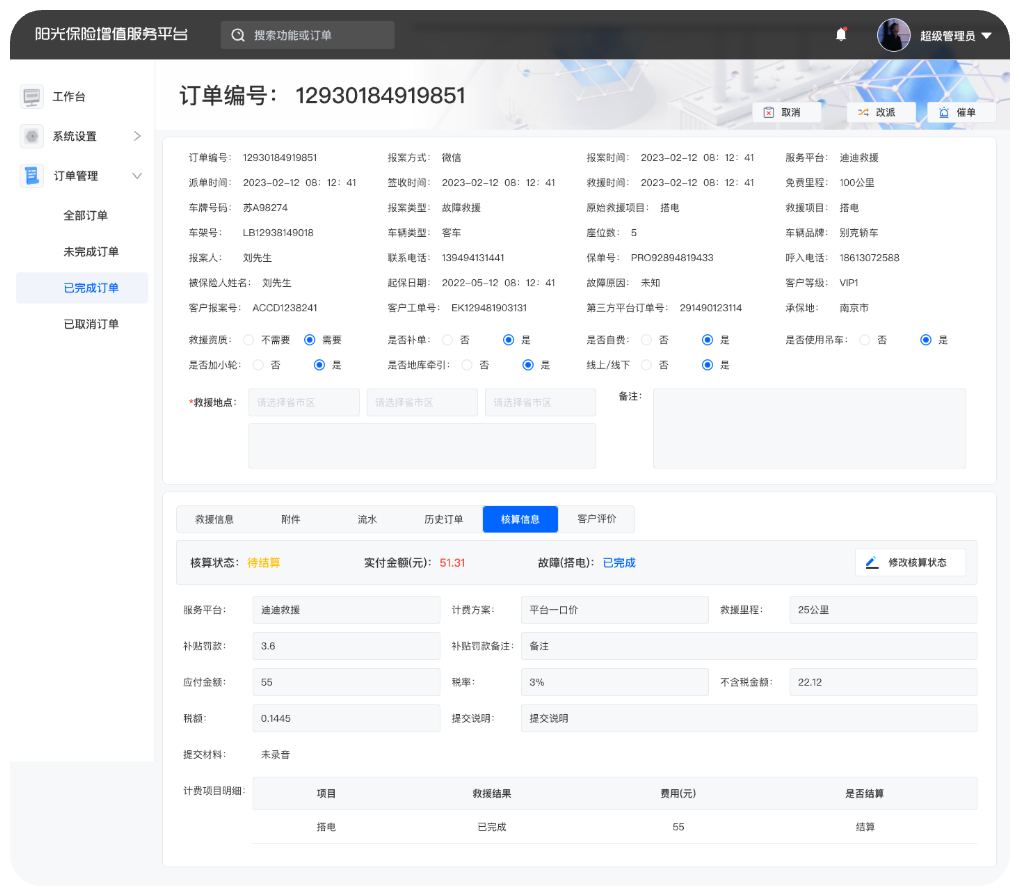 阳光保险增值服务平台 搜索功能或订单 超级管理员
工作台
系统设置
订单管理
全部订单
未完成订单
已完成订单
已取消订单
订单编号： 12930184919851
取消 改派 催单
订单编号： 12930184919851 报案方式： 微信 报案时间： 2023-02-12 08：12：41 服务平台： 迪迪救援
派单时间： 2023-02-12 08：12：41 签收时间： 2023-02-12 08：12：41 救援时间： 2023-02-12 08：12：41 免费里程： 100公里
车牌号码： 苏A98274 报案类型： 故障救援 原始救援项目： 搭电 救援项目： 搭电
车架号： LB12938149018 车辆类型： 客车 座位数： 5 车辆品牌： 别克轿车
报案人： 刘先生 联系电话： 139494131441 保单号： PRO92894819433 呼入电话： 18613072588
被保险人姓名： 刘先生 起保日期： 2022-05-12 08：12：41 故障原因： 未知 客户等级： VIP1
客户报案号： ACCD1238241 客户工单号： EK129481903131 第三方平台订单号： 291490123114 承保地： 南京市
救援资质： 不需要 需要 是否补单： 否 是 是否自费： 否 是 是否使用吊车： 否 是
是否加小轮： 否 是 是否地库牵引： 否 是 线上/线下 否 是
*救援地点： 请选择省市区 请选择省市区 请选择省市区 备注：
救援信息 附件 流水 历史订单 核算信息 客户评价
核算状态： 待结算 实付金额(元)： 51.31 故障(搭电)： 已完成 修改核算状态
服务平台： 迪迪救援 计费方案： 平台一口价 救援里程： 25公里
补贴罚款： 3.6 补贴罚款备注： 备注
应付金额： 55 税率： 3% 不含税金额： 22.12
税额： 0.1445 提交说明： 提交说明
提交材料： 未录音
计费项目明细： 项目 救援结果 费用(元) 是否结算
搭电 已完成 55 结算